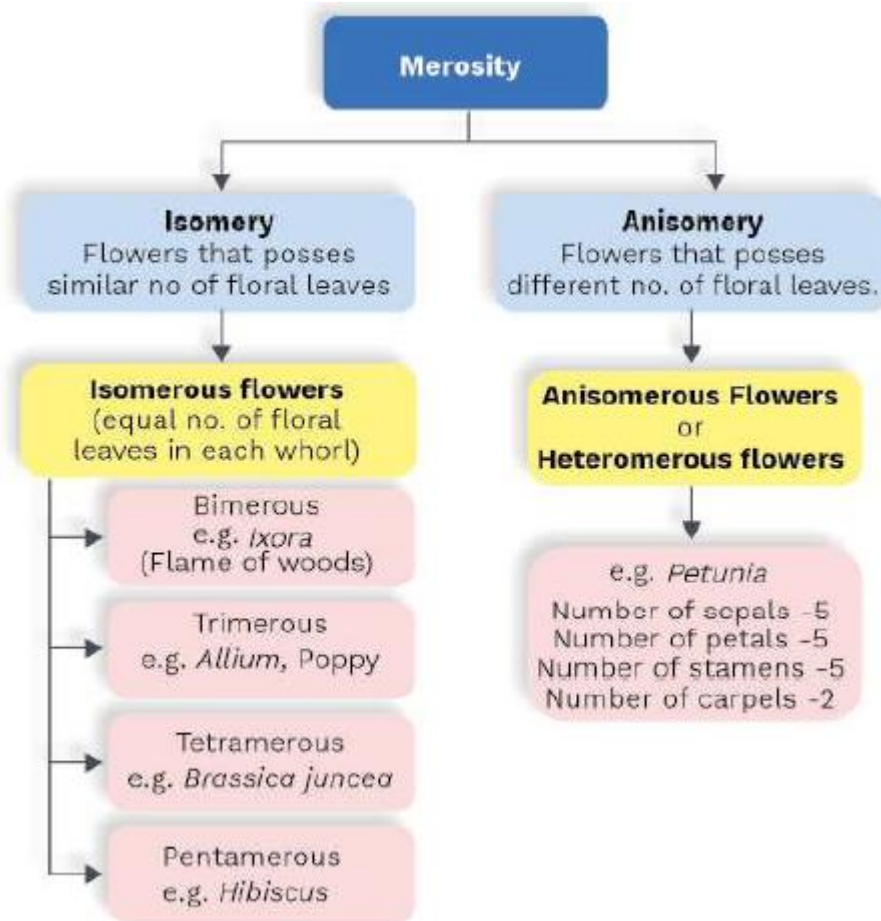 Merosity
Isomery
Flowers that posses
similar no of floral leaves
Isomerous flowers
(equal no. of floral
leaves in each whorl)
Bimerous
e.g. Ixora
(Flame of woods)
Trimerous
e.g. Allium, Poppy
Tetramerous
e.g. Brassica juncea
Pentamerous
e.g. Hibiscus
Anisomery
Flowers that posses
different no. of floral leaves.
Anisomerous Flowers
or
Heteromerous flowers
e.g. Petunia
Number of sepals -5
Number of petals -5
Number of stamens -5
Number of carpels -2